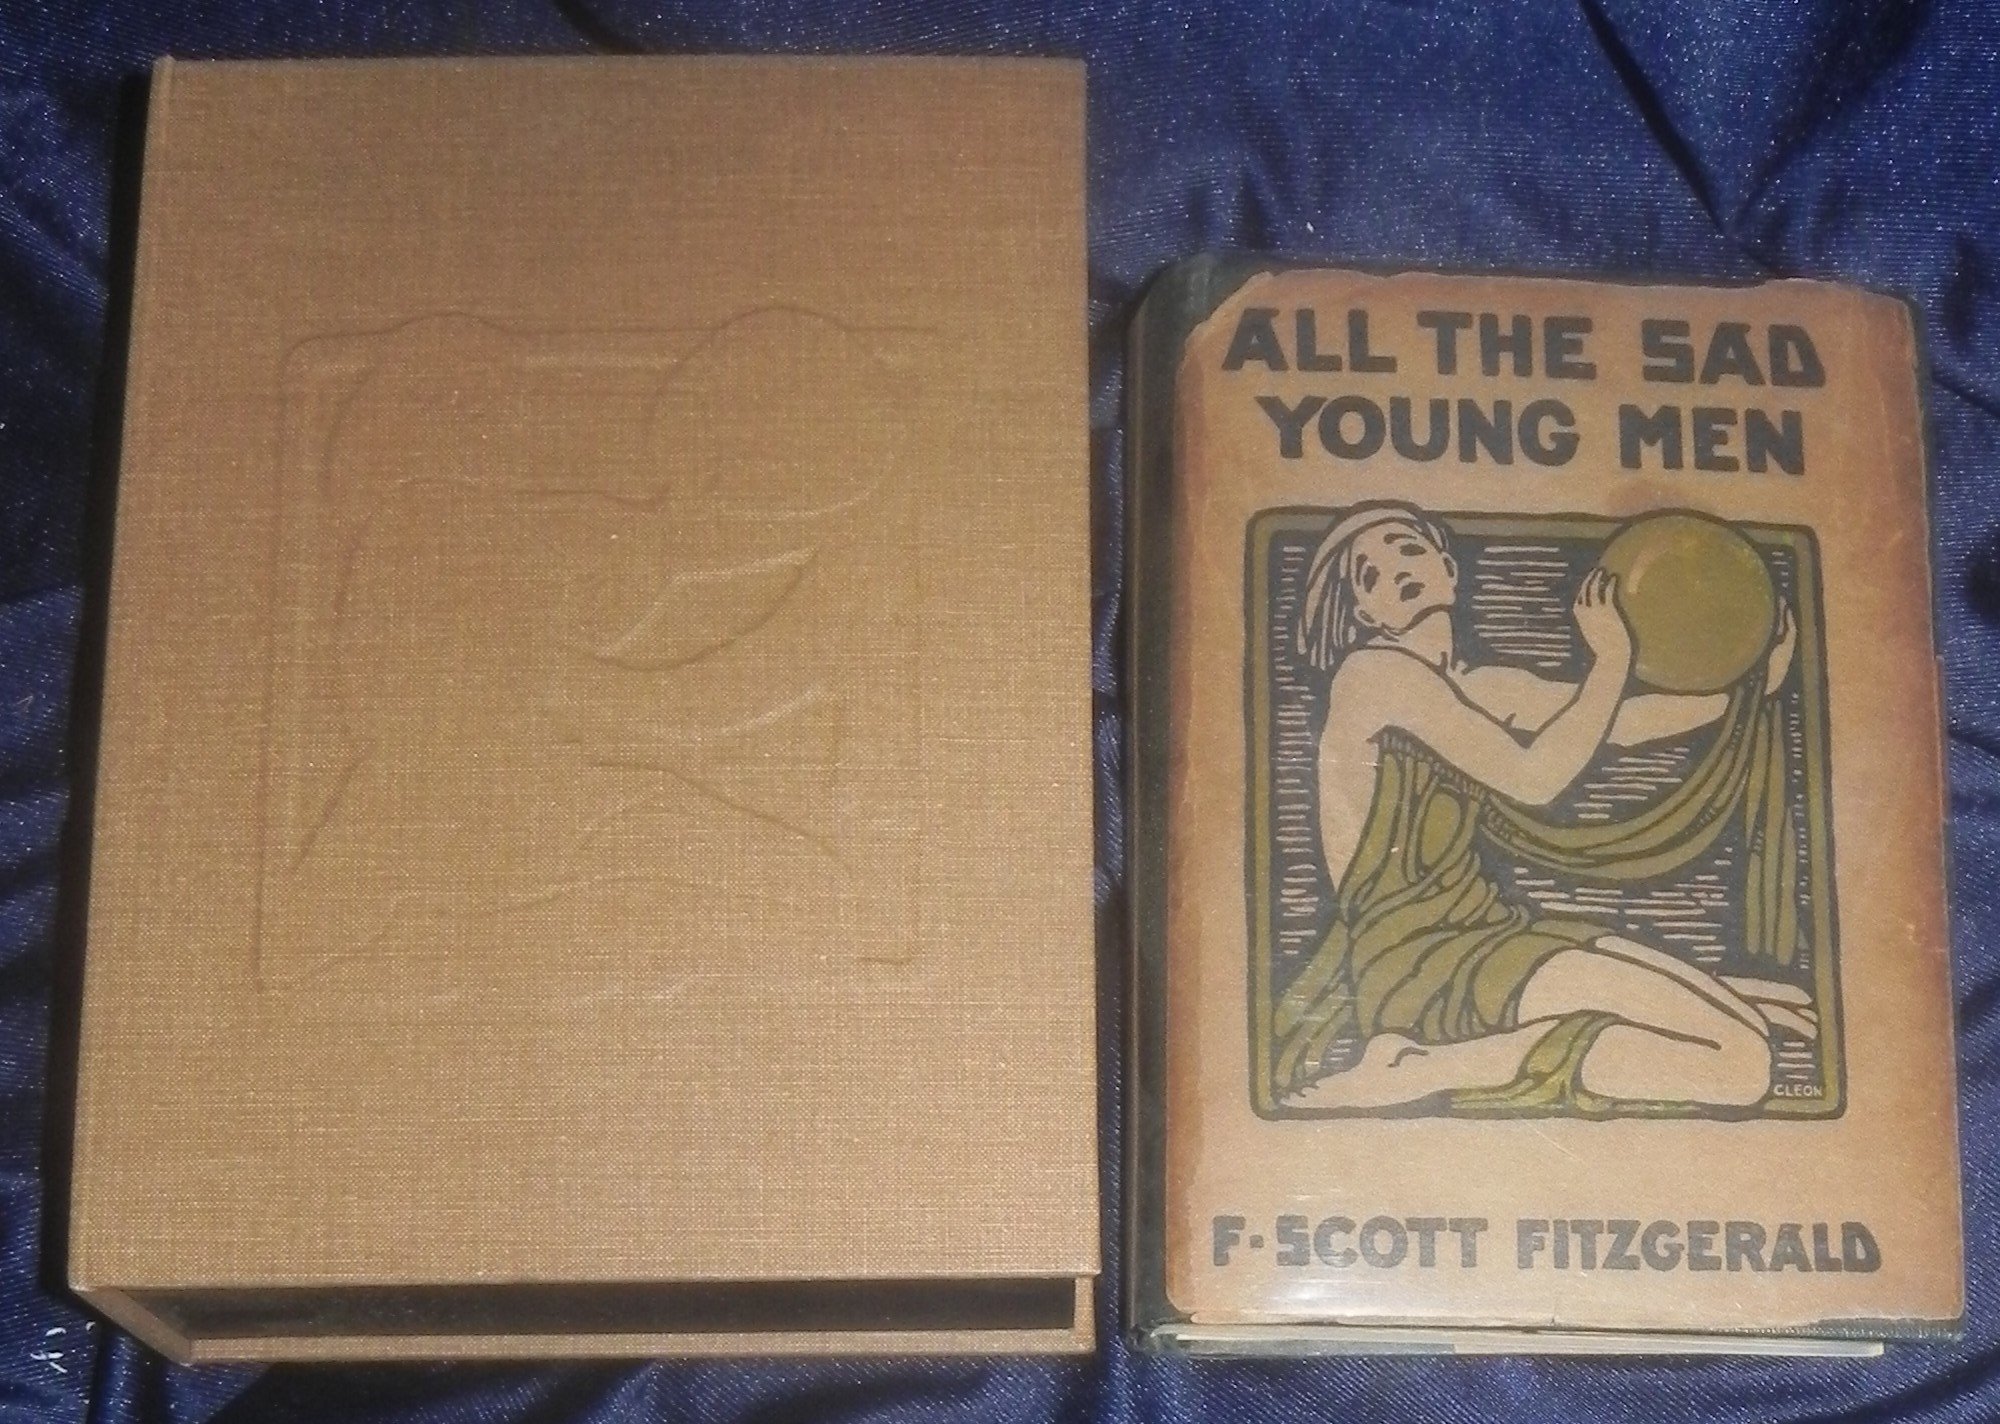 ALL THE SAD
YOUNG MEN
CLEON
F·SCOTT FITZGERALD